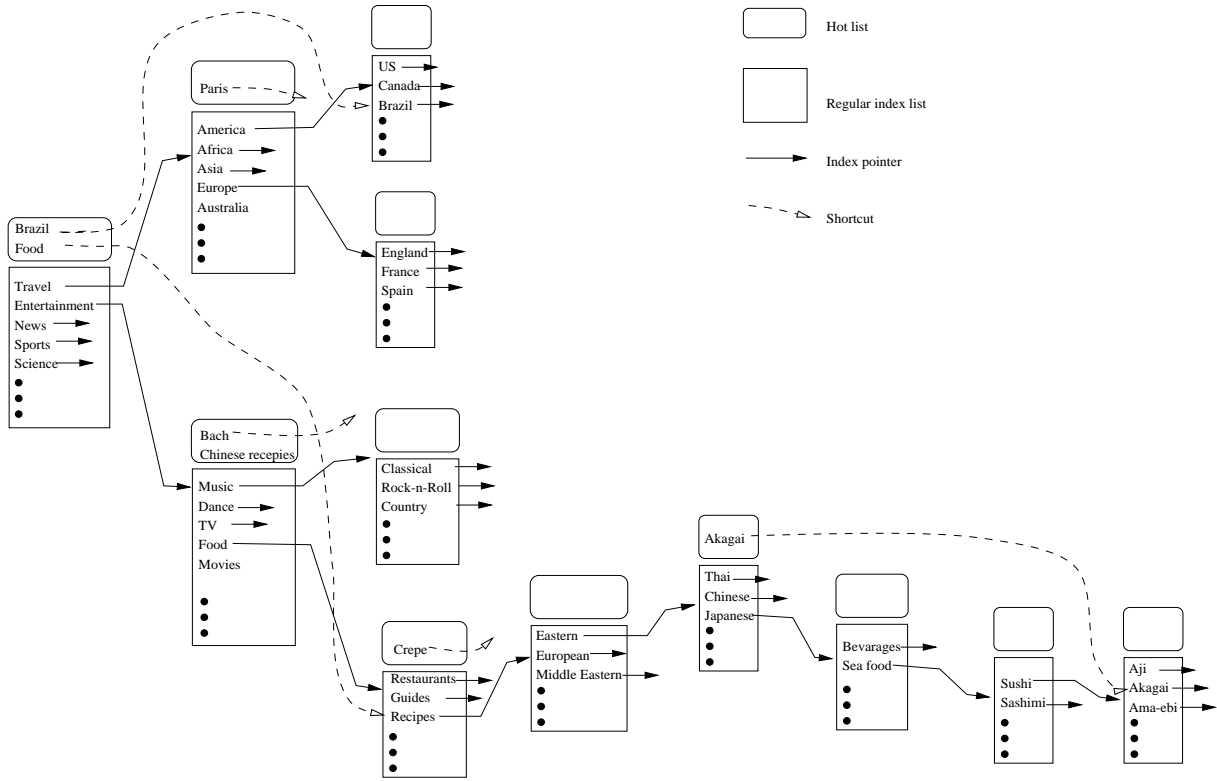 Hot list
Regular index list
Index pointer
Shortcut
Brazil
Food
Travel
Entertainment
News
Sports
Science
Paris
America
Africa
Asia
Europe
Australia
US
Canada
Brazil
England
France
Spain
Bach
Chinese recepies
Music
Dance
TV
Food
Movies
Classical
Rock-n-Roll
Country
Crepe
Restaurants
Guides
Recipes
Eastern
European
Middle Eastern
Akagai
Thai
Chinese
Japanese
Bevarages
Sea food
Sushi
Sashimi
Aji
Akagai
Ama-ebi